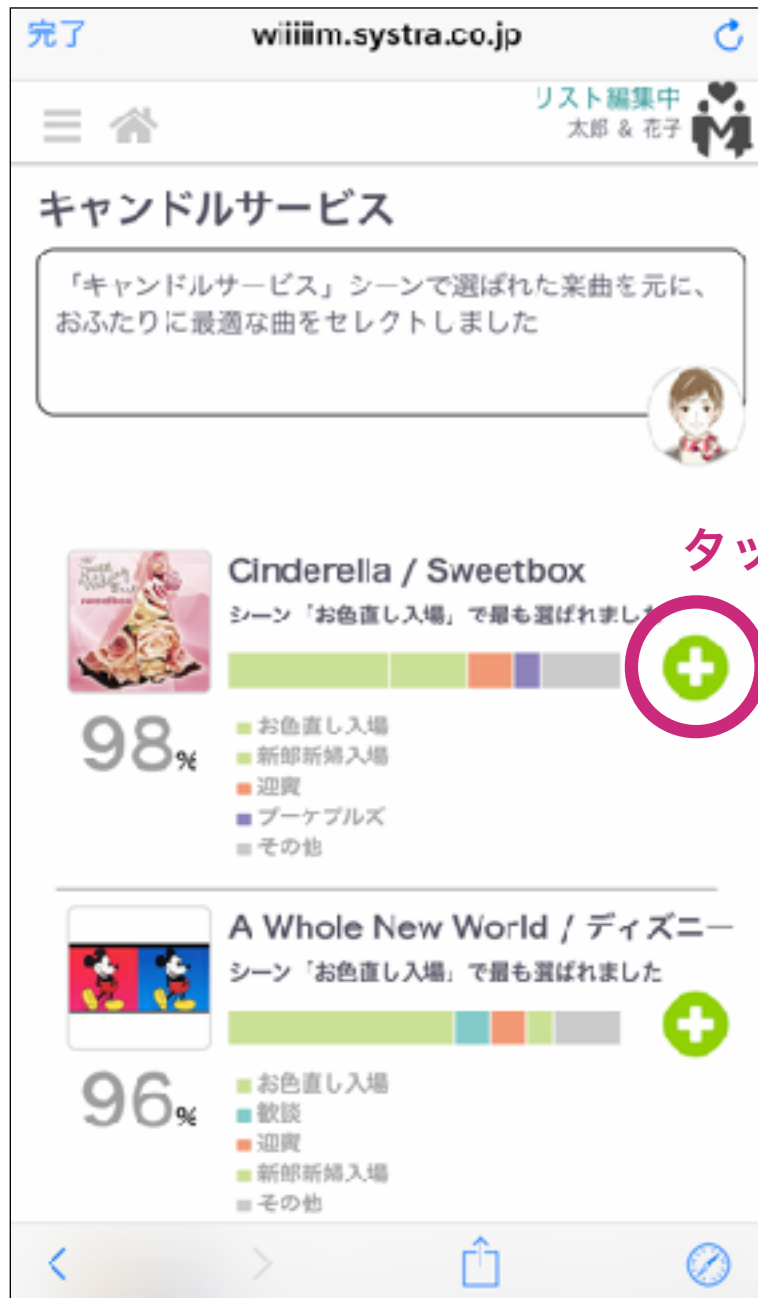 完了 wiiiiim.systra.co.jp
リスト編集中
太郎 & 花子
キャンドルサービス
「キャンドルサービス」シーンで選ばれた楽曲を元に、
おふたりに最適な曲をセレクトしました
タッ
Cinderella / Sweetbox
シーン「お色直し入場」で最も選ばれました
98%
お色直し入場
新郎新婦入場
迎賓
ブーケプルズ
その他
A Whole New World / ディズニー
シーン「お色直し入場」で最も選ばれました
96%
お色直し入場
歓談
迎賓
新郎新婦入場
その他